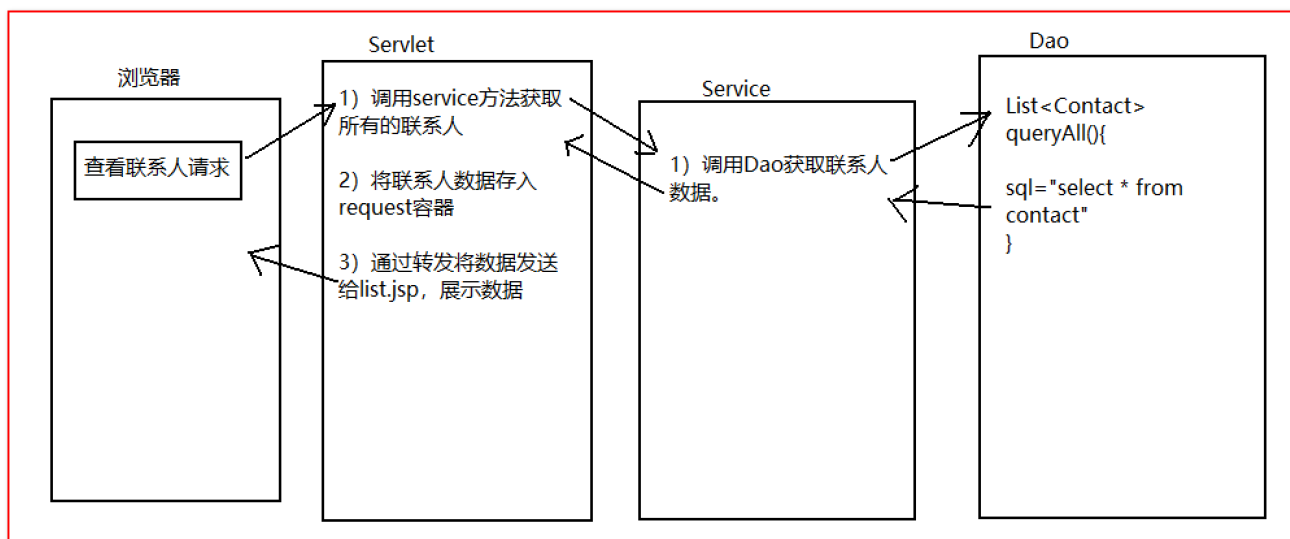 浏览器
查看联系人请求
Servlet
1）调用service方法获取
所有的联系人
2）将联系人数据存入
request容器
3）通过转发将数据发送
给list.jsp，展示数据
Service
1）调用Dao获取联系人
数据。
Dao
List<Contact>
queryAll(){
sql="select * from
contact"
}